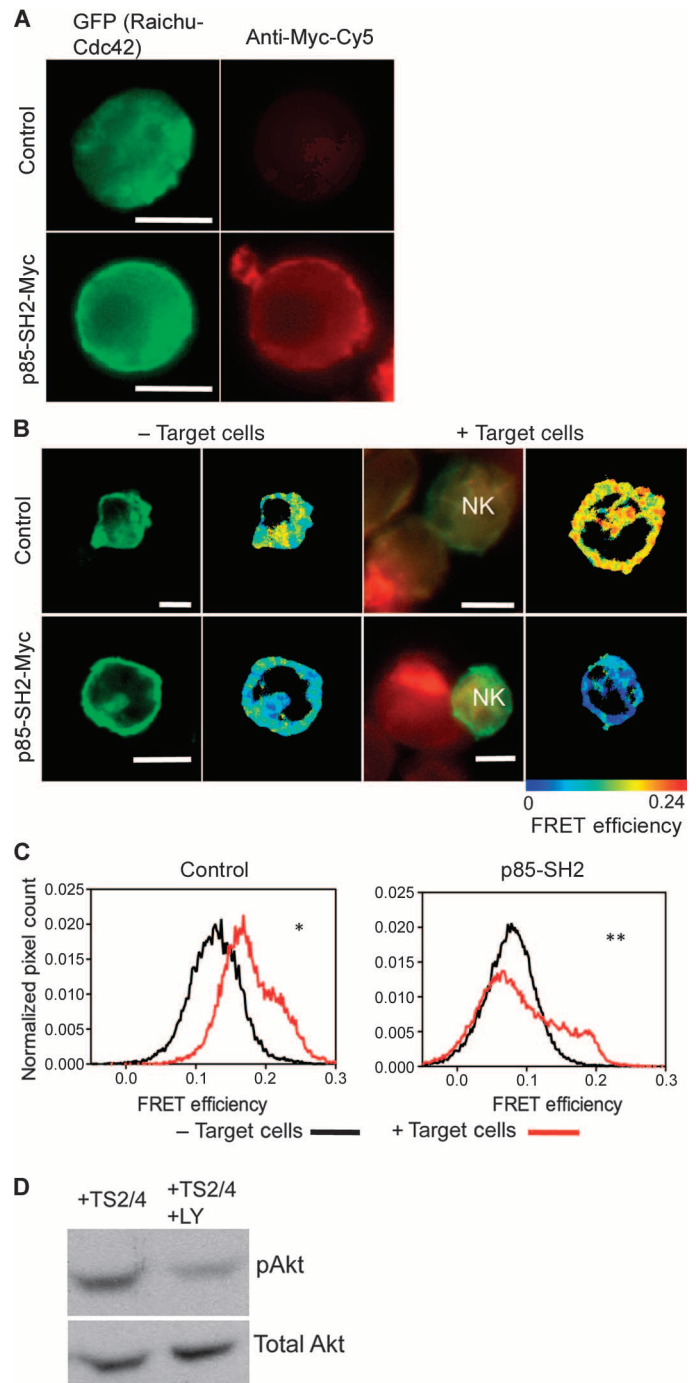 A
GFP (Raichu-
Cdc42)
Anti-Myc-Cy5
Control
p85-SH2-Myc
B
– Target cells
+ Target cells
Control
NK
p85-SH2-Myc
NK
0
0.24
FRET efficiency
C
Control
p85-SH2
Normalized pixel count
0.025
0.020
0.015
0.010
0.005
0.000
*
0.0
0.1
0.2
0.3
FRET efficiency
0.025
0.020
0.015
0.010
0.005
0.000
**
0.0
0.1
0.2
0.3
FRET efficiency
– Target cells
+ Target cells
D
+TS2/4
+TS2/4
+LY
pAkt
Total Akt